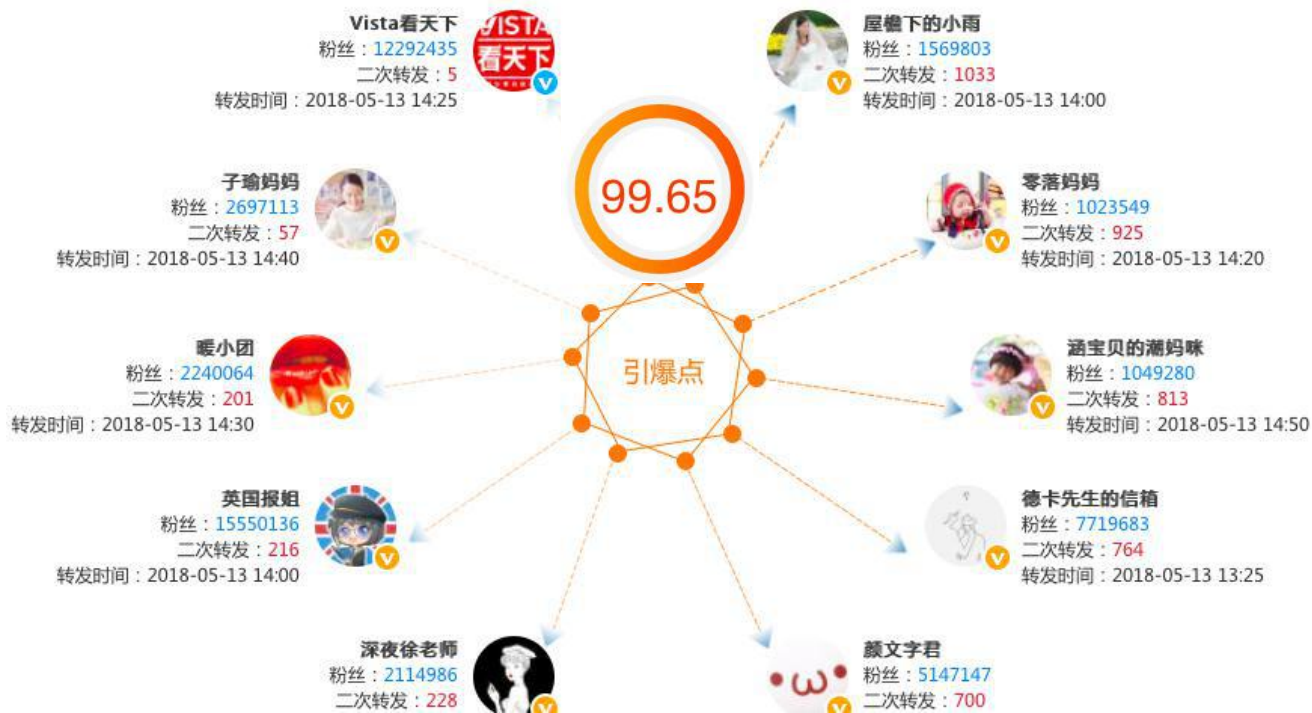 Vista看天下
粉丝：12292435
二次转发：5
转发时间：2018-05-13 14:25
VISTA
看天下
屋檐下的小雨
粉丝：1569803
二次转发：1033
转发时间：2018-05-13 14:00
子瑜妈妈
粉丝：2697113
二次转发：57
转发时间：2018-05-13 14:40
99.65
零落妈妈
粉丝：1023549
二次转发：925
转发时间：2018-05-13 14:20
暖小团
粉丝：2240064
二次转发：201
转发时间：2018-05-13 14:30
引爆点
涵宝贝的潮妈咪
粉丝：1049280
二次转发：813
转发时间：2018-05-13 14:50
英国报姐
粉丝：15550136
二次转发：216
转发时间：2018-05-13 14:00
德卡先生的信箱
粉丝：7719683
二次转发：764
转发时间：2018-05-13 13:25
深夜徐老师
粉丝：2114986
二次转发：228
颜文字君
粉丝：5147147
二次转发：700